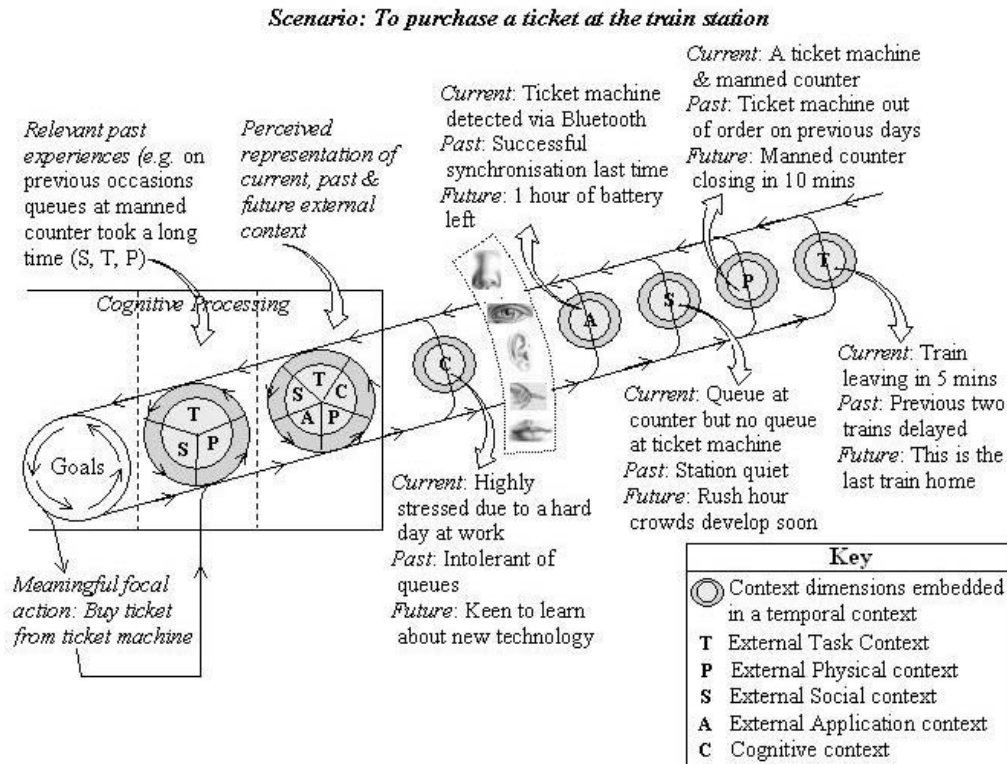 Scenario: To purchase a ticket at the train station
Relevant past
experiences (e.g. on
previous occasions
queues at manned
counter took a long
time (S, T, P)
Perceived
representation of
current, past &
future external
context
Current: Ticket machine
detected via Bluetooth
Past: Successful
synchronisation last time
Future: 1 hour of battery
left
Current: A ticket machine
& manned counter
Past: Ticket machine out
of order on previous days
Future: Manned counter
closing in 10 mins
Cognitive Processing
Goals
T
S
P
T
S
C
A
P
C
A
S
P
T
Meaningful focal
action: Buy ticket
from ticket machine
Current: Highly
stressed due to a hard
day at work
Past: Intolerant of
queues
Future: Keen to learn
about new technology
Current: Queue at
counter but no queue
at ticket machine
Past: Station quiet
Future: Rush hour
crowds develop soon
Current: Train
leaving in 5 mins
Past: Previous two
trains delayed
Future: This is the
last train home
Key
Context dimensions embedded
in a temporal context
T External Task Context
P External Physical context
S External Social context
A External Application context
C Cognitive context